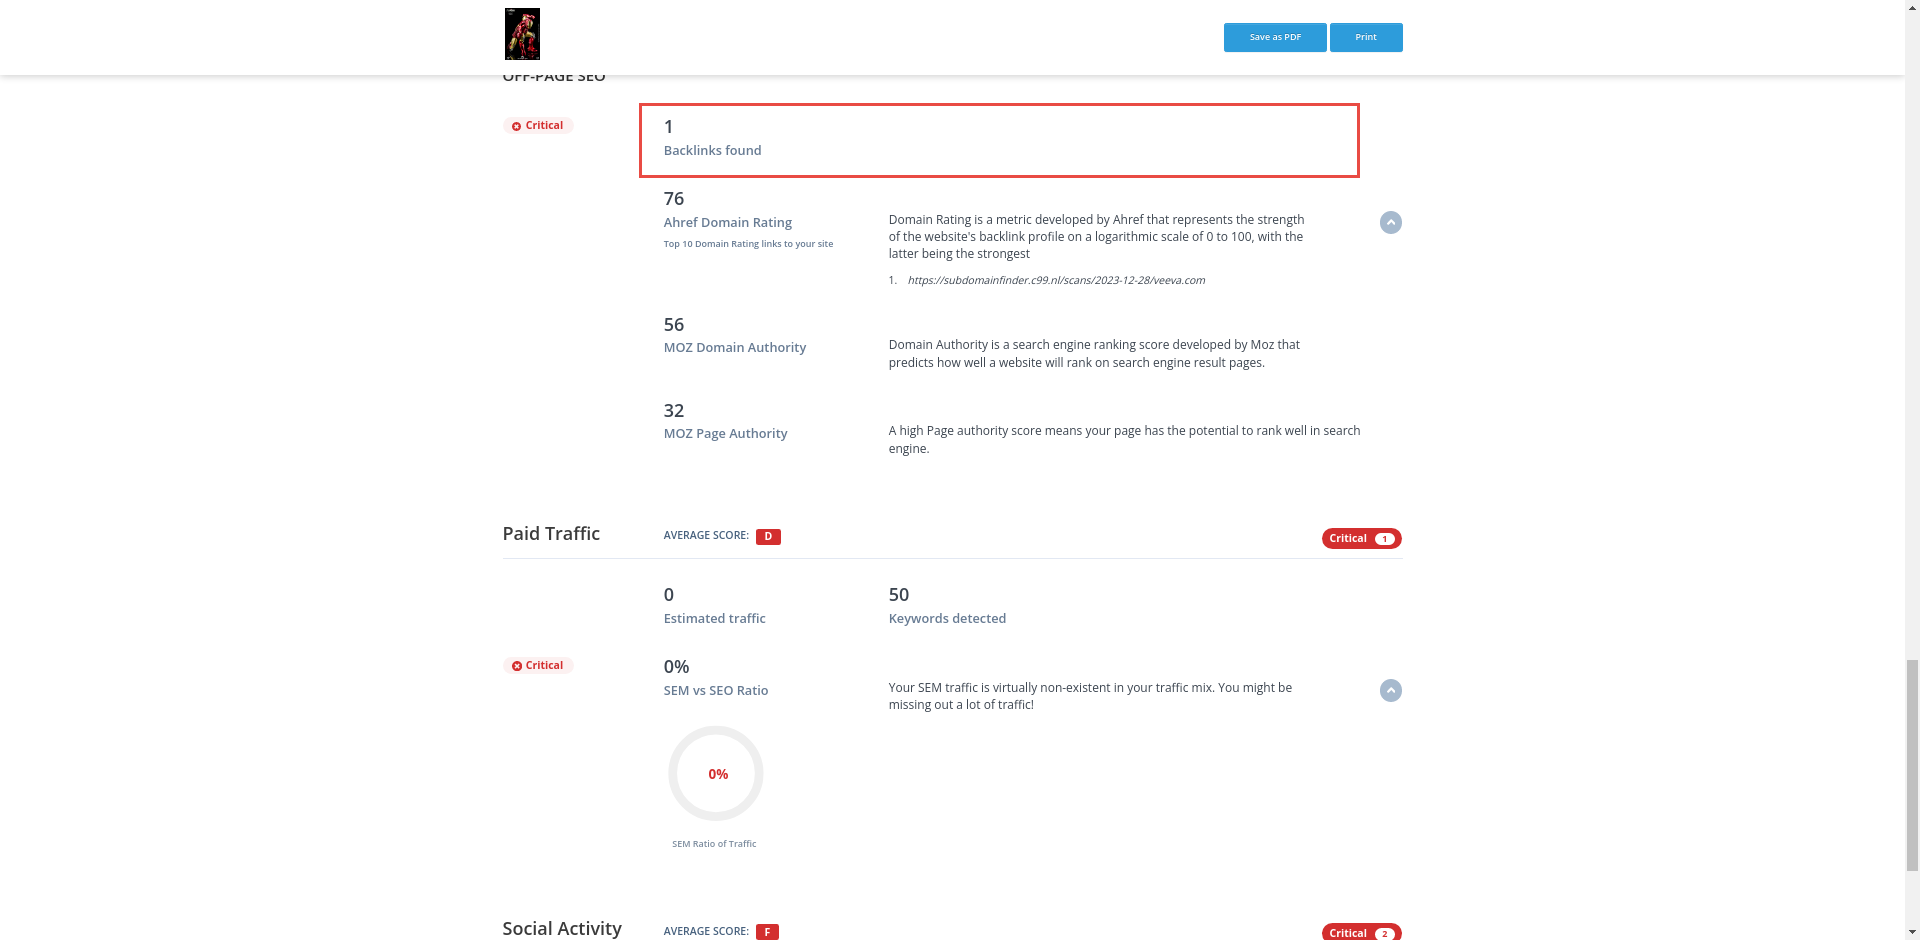 Save as PDF
Print
OFF-PAGE SEO
Critical
1
Backlinks found
76
Ahref Domain Rating
Top 10 Domain Rating links to your site
Domain Rating is a metric developed by Ahref that represents the strength
of the website's backlink profile on a logarithmic scale of 0 to 100, with the
latter being the strongest
1. https://subdomainfinder.c99.nl/scans/2023-12-28/veeva.com
56
MOZ Domain Authority
Domain Authority is a search engine ranking score developed by Moz that
predicts how well a website will rank on search engine result pages.
32
MOZ Page Authority
A high Page authority score means your page has the potential to rank well in search
engine.
Paid Traffic
AVERAGE SCORE: D
Critical 1
0
Estimated traffic
50
Keywords detected
Critical
0%
SEM vs SEO Ratio
Your SEM traffic is virtually non-existent in your traffic mix. You might be
missing out a lot of traffic!
0%
SEM Ratio of Traffic
Social Activity
AVERAGE SCORE: F
Critical 2